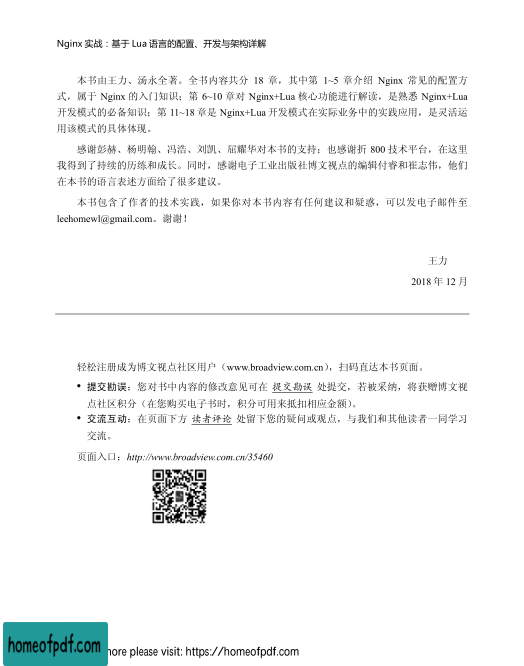 Nginx 实战：基于 Lua 语言的配置、开发与架构详解
本书由王力、汤永全著。全书内容共分 18 章，其中第 1~5 章介绍 Nginx 常见的配置方
式，属于 Nginx 的入门知识；第 6~10 章对 Nginx+Lua 核心功能进行解读，是熟悉 Nginx+Lua
开发模式的必备知识；第 11~18 章是 Nginx+Lua 开发模式在实际业务中的实践应用，是灵活运
用该模式的具体体现。
感谢彭赫、杨明翰、冯浩、刘凯、屈耀华对本书的支持；也感谢折 800 技术平台，在这里
我得到了持续的历练和成长。同时，感谢电子工业出版社博文视点的编辑付睿和崔志伟，他们
在本书的语言表述方面给了很多建议。
本书包含了作者的技术实践，如果你对本书内容有任何建议和疑惑，可以发电子邮件至
leehomewl@gmail.com。谢谢！
王力
2018 年 12 月
轻松注册成为博文视点社区用户（www.broadview.com.cn），扫码直达本书页面。
• 提交勘误：您对书中内容的修改意见可在 提交勘误 处提交，若被采纳，将获赠博文视
点社区积分（在您购买电子书时，积分可用来抵扣相应金额）。
• 交流互动：在页面下方 读者评论 处留下您的疑问或观点，与我们和其他读者一同学习
交流。
页面入口：http://www.broadview.com.cn/35460
homeofpdf.com
more please visit: https://homeofpdf.com